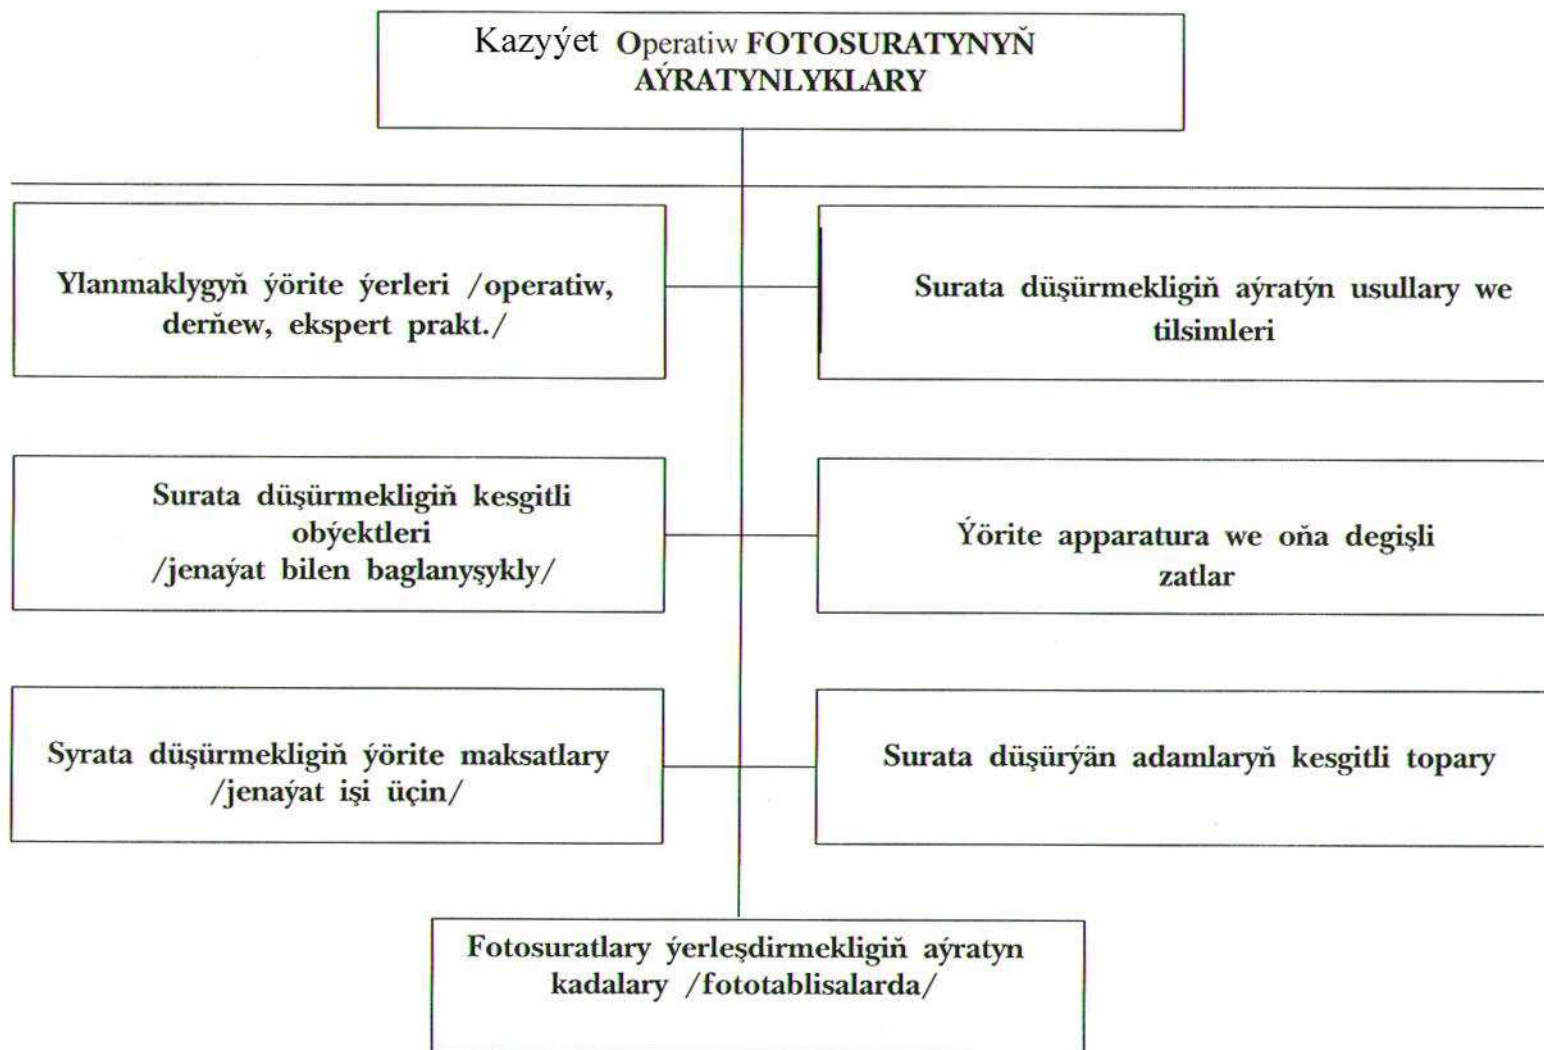 Kazyýet Operatiw FOTOSURATYNYŇ
AÝRATYNLYKLARY
Ylanmaklygyň ýörite ýerleri /operatiw,
derňew, ekspert prakt./
Surata düşürmekligiň aýratýn usullary we
tilsimleri
Surata düşürmekligiň kesgitli
obýektleri
/jenaýat bilen baglanyşykly/
Ýörite apparatura we oňa degişli
zatlar
Syrata düşürmekligiň ýörite maksatlary
/jenaýat işi üçin/
Surata düşürýän adamlaryň kesgitli topary
Fotosuratlary ýerleşdirmekligiň aýratyn
kadalary /fototablisalarda/